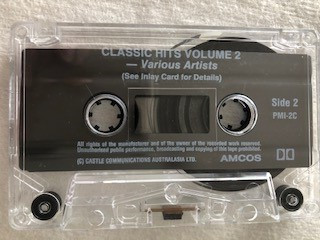 CLASSIC HITS VOLUME 2
— Various Artists
(See Inlay Card for Details)
Side 2
PMI-2C
All rights of the manufacturer and of the owner of the recorded work reserved.
Unauthorised public performance, broadcasting and copying of this tape prohibited.
(C) CASTLE COMMUNICATIONS AUSTRALASIA LTD.
AMCOS